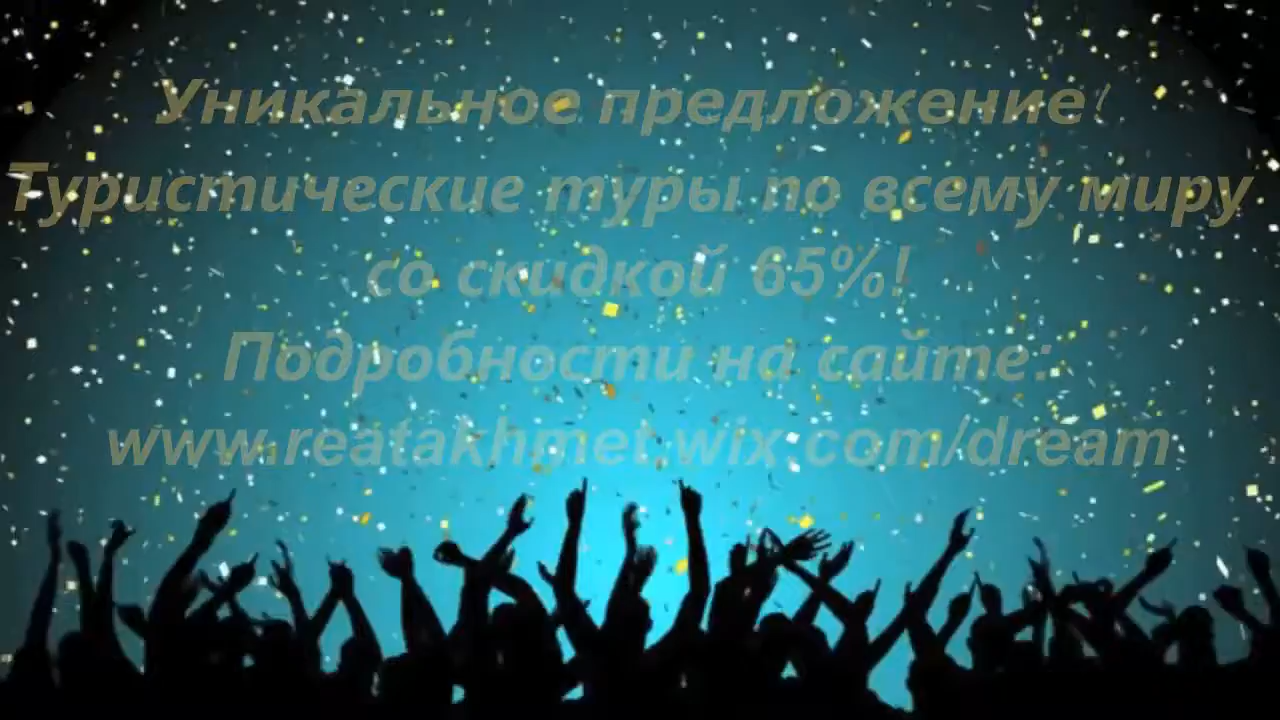 Уникальное предложение!
Туристические туры по всему миру
со скидкой 65%!
Подробности на сайте:
www.reatakhmet.wix.com/dream